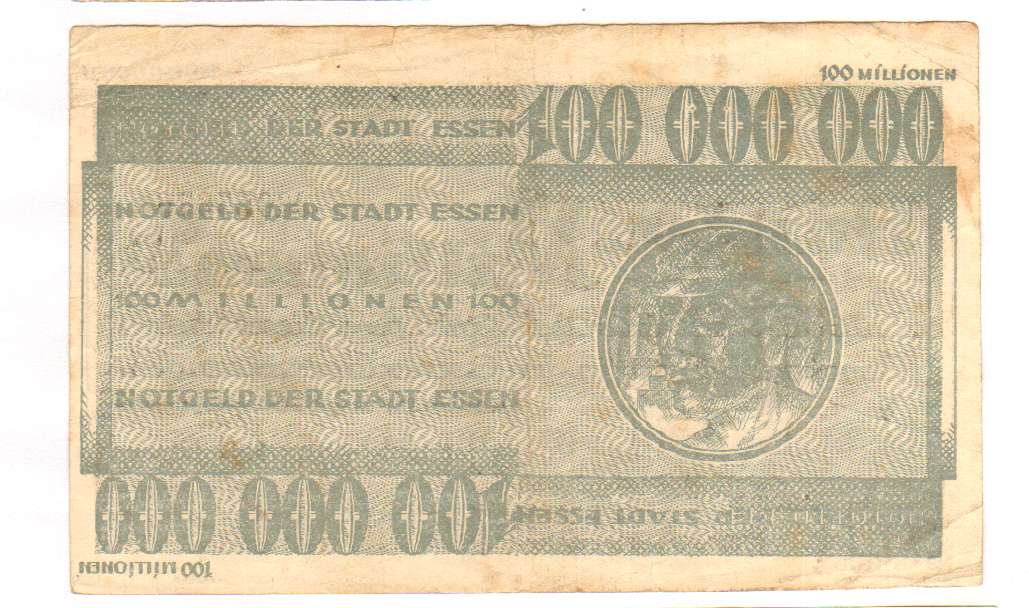 100 MILLIONEN
NOTGELD DER STADT ESSEN 100 000 000
NOTGELD DER STADT ESSEN
100 MILLIONEN 100
NOTGELD DER STADT ESSEN
100 000 000 NOTGELD DER STADT ESSEN
100 MILLIONEN